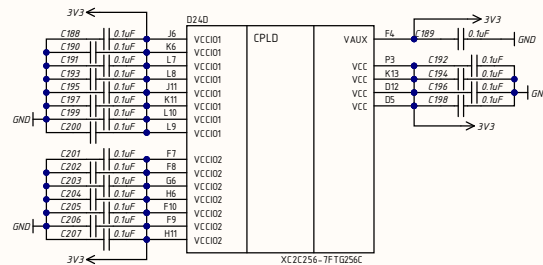 3V3
D24D
3V3
C188 0.1uF J6 VCCIO1 CPLD VAUX F4 C189 0.1uF GND
C190 0.1uF K6 VCCIO1
C191 0.1uF L7 VCCIO1 VCC P3 C192 0.1uF
C193 0.1uF L8 VCCIO1 VCC K13 C194 0.1uF
C195 0.1uF J11 VCCIO1 VCC D12 C196 0.1uF GN
C197 0.1uF K11 VCCIO1 VCC D5 C198 0.1uF
GND C199 0.1uF L10 VCCIO1
C200 0.1uF L9 VCCIO1 3V3
C201 0.1uF F7 VCCIO2
C202 0.1uF F8 VCCIO2
C203 0.1uF G6 VCCIO2
C204 0.1uF H6 VCCIO2
C205 0.1uF F10 VCCIO2
GND C206 0.1uF F9 VCCIO2
C207 0.1uF H11 VCCIO2
3V3
XC2C256-7FTG256C